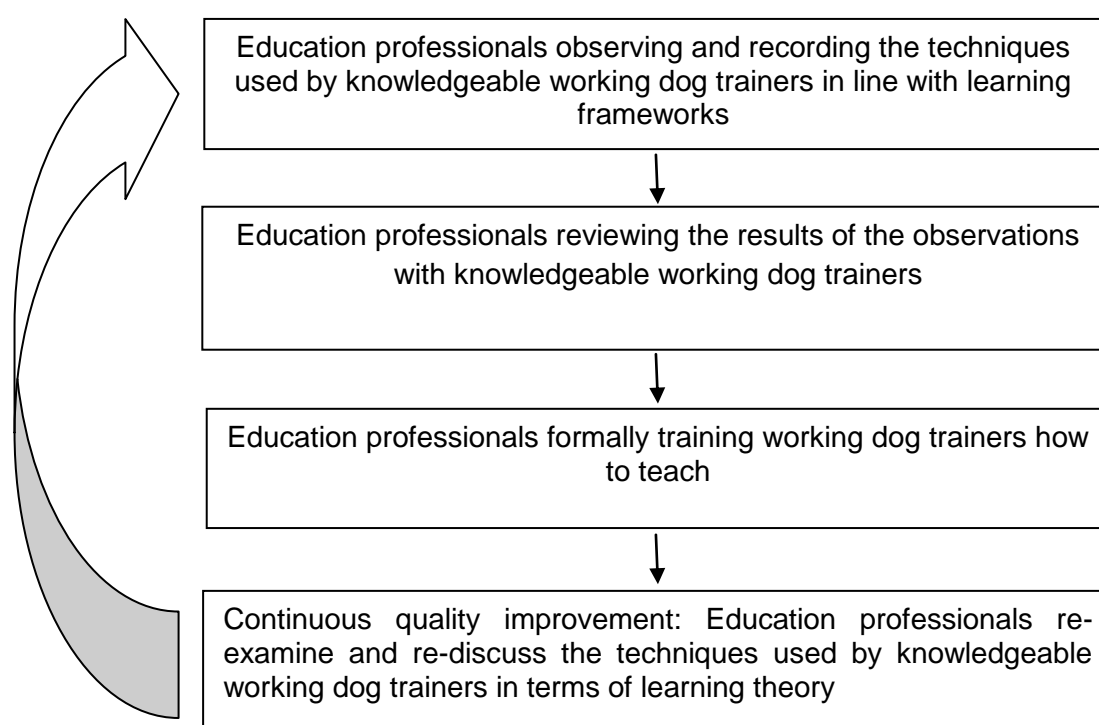 Education professionals observing and recording the techniques
used by knowledgeable working dog trainers in line with learning
frameworks
Education professionals reviewing the results of the observations
with knowledgeable working dog trainers
Education professionals formally training working dog trainers how
to teach
Continuous quality improvement: Education professionals re-
examine and re-discuss the techniques used by knowledgeable
working dog trainers in terms of learning theory